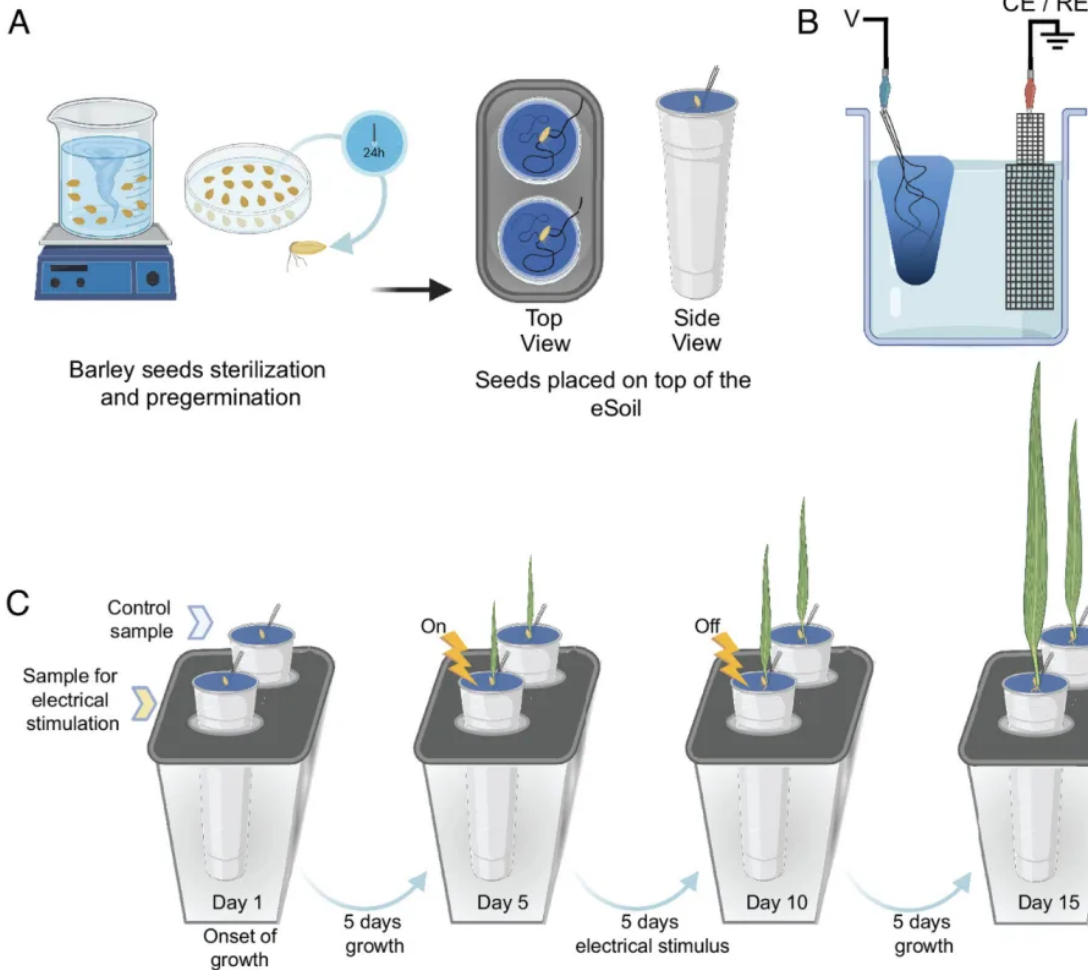 A
B
V
CE / RE
24h
Top
View
Side
View
Barley seeds sterilization
and pregermination
Seeds placed on top of the
eSoil
C
Control
sample
Sample for
electrical
stimulation
On
Off
Day 1
Day 5
Day 10
Day 15
Onset of
growth
5 days
growth
5 days
electrical stimulus
5 days
growth